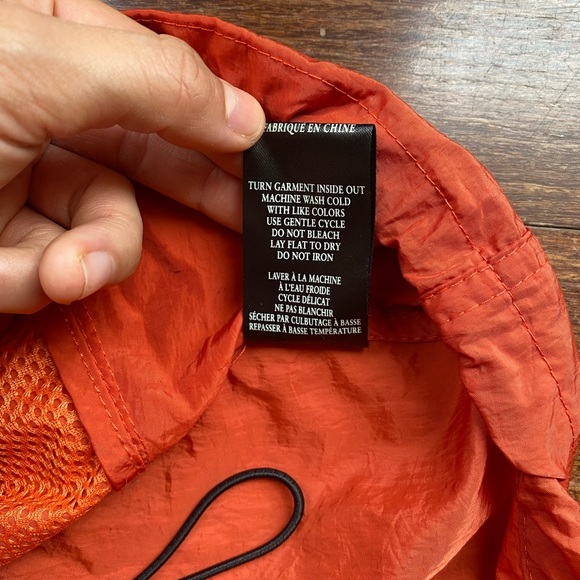 FABRIQUE EN CHINE
TURN GARMENT INSIDE OUT
MACHINE WASH COLD
WITH LIKE COLORS
USE GENTLE CYCLE
DO NOT BLEACH
LAY FLAT TO DRY
DO NOT IRON
LAVER À LA MACHINE
À L'EAU FROIDE
CYCLE DÉLICAT
NE PAS BLANCHIR
SÉCHER PAR CULBUTAGE À BASSE
REPASSER À BASSE TEMPÉRATURE